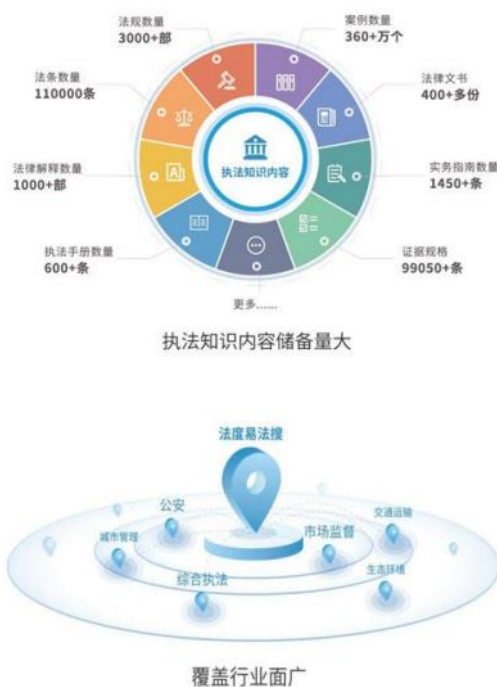 法规数量
3000+部
案例数量
360+万个
法条数量
110000条
法律文书
400+多份
法律解释数量
1000+部
A
执法知识内容
实务指南数量
1450+条
执法手册数量
600+条
证据规格
99050+条
更多......
执法知识内容储备量大
法度易法搜
公安
交通运输
城市管理
市场监督
综合执法
生态环境
覆盖行业面广